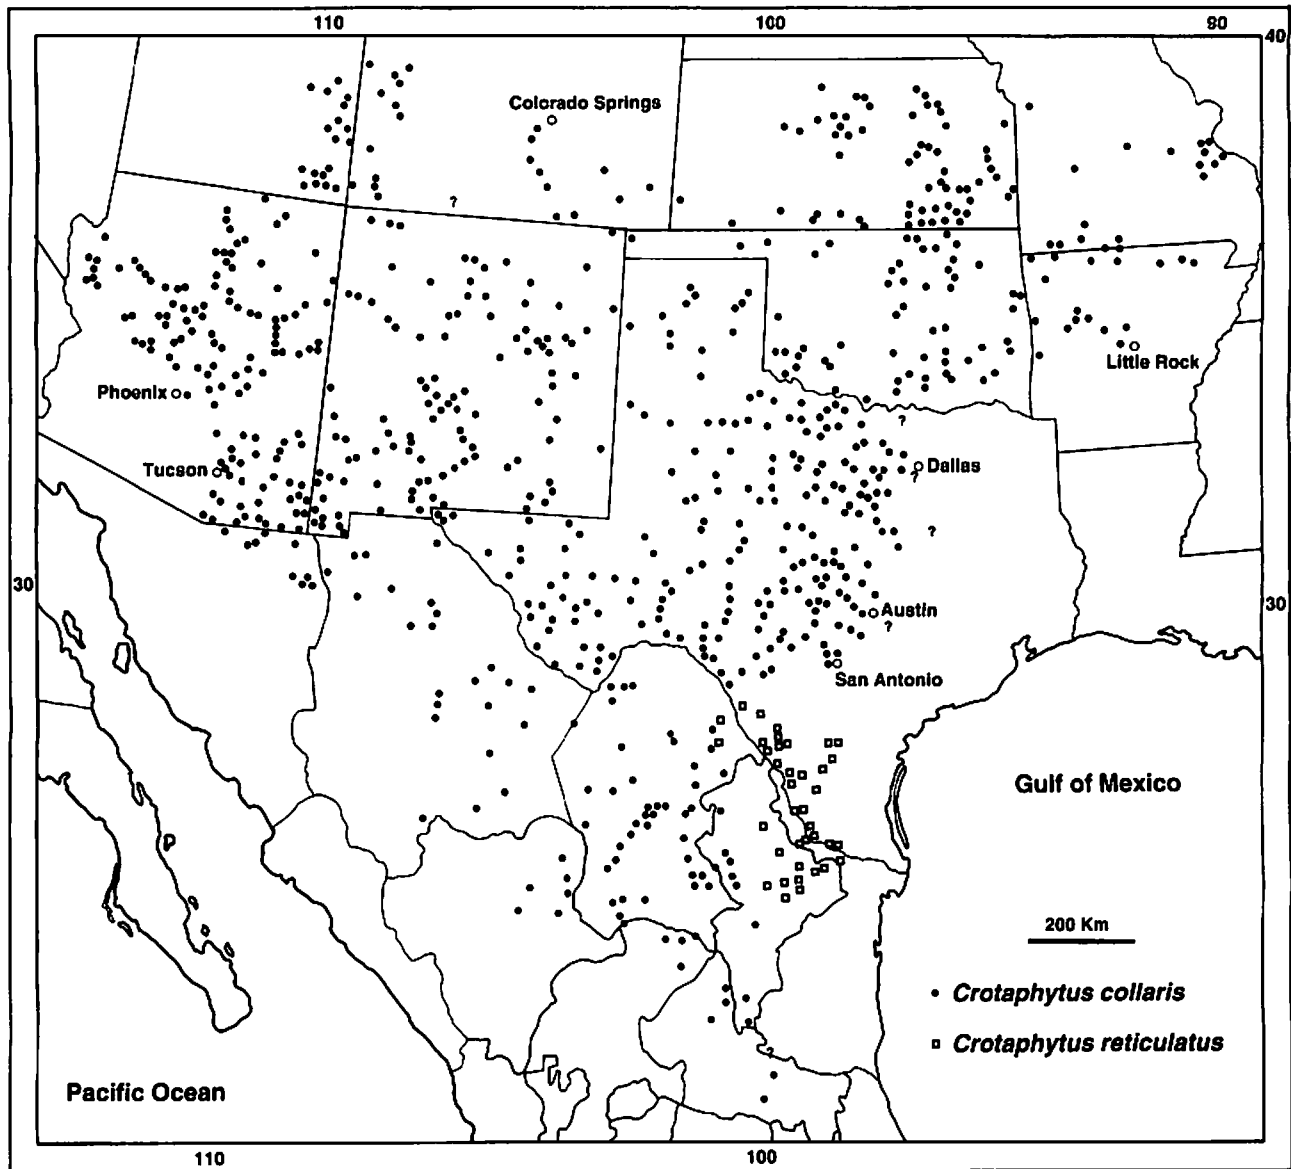 110 100 90
40
Colorado Springs
?
Little Rock
Phoenix
?
Tucson
Dallas
?
?
30 30
Austin
?
San Antonio
Gulf of Mexico
200 Km
Crotaphytus collaris
Crotaphytus reticulatus
?
Pacific Ocean
110 100